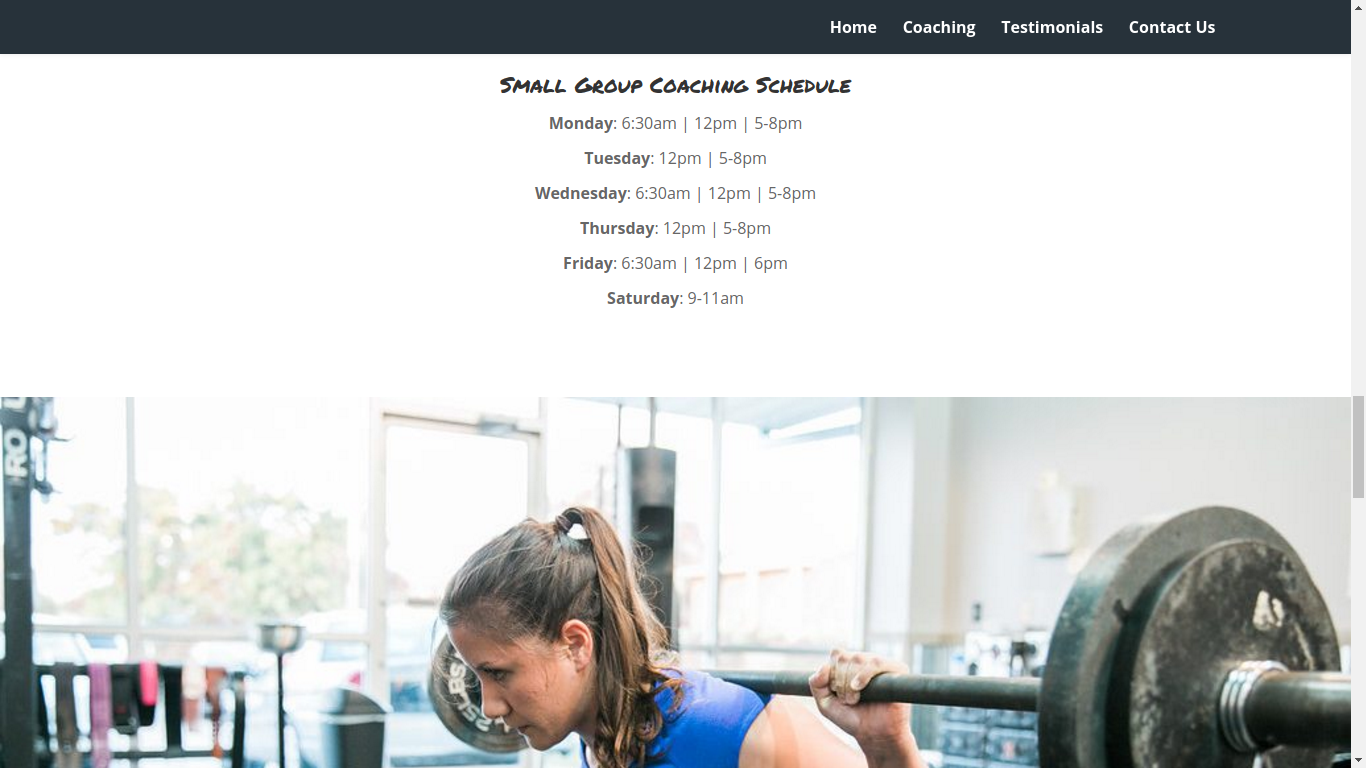 Home Coaching Testimonials Contact Us
Small Group Coaching Schedule
Monday: 6:30am | 12pm | 5-8pm
Tuesday: 12pm | 5-8pm
Wednesday: 6:30am | 12pm | 5-8pm
Thursday: 12pm | 5-8pm
Friday: 6:30am | 12pm | 6pm
Saturday: 9-11am
RO
25LBS